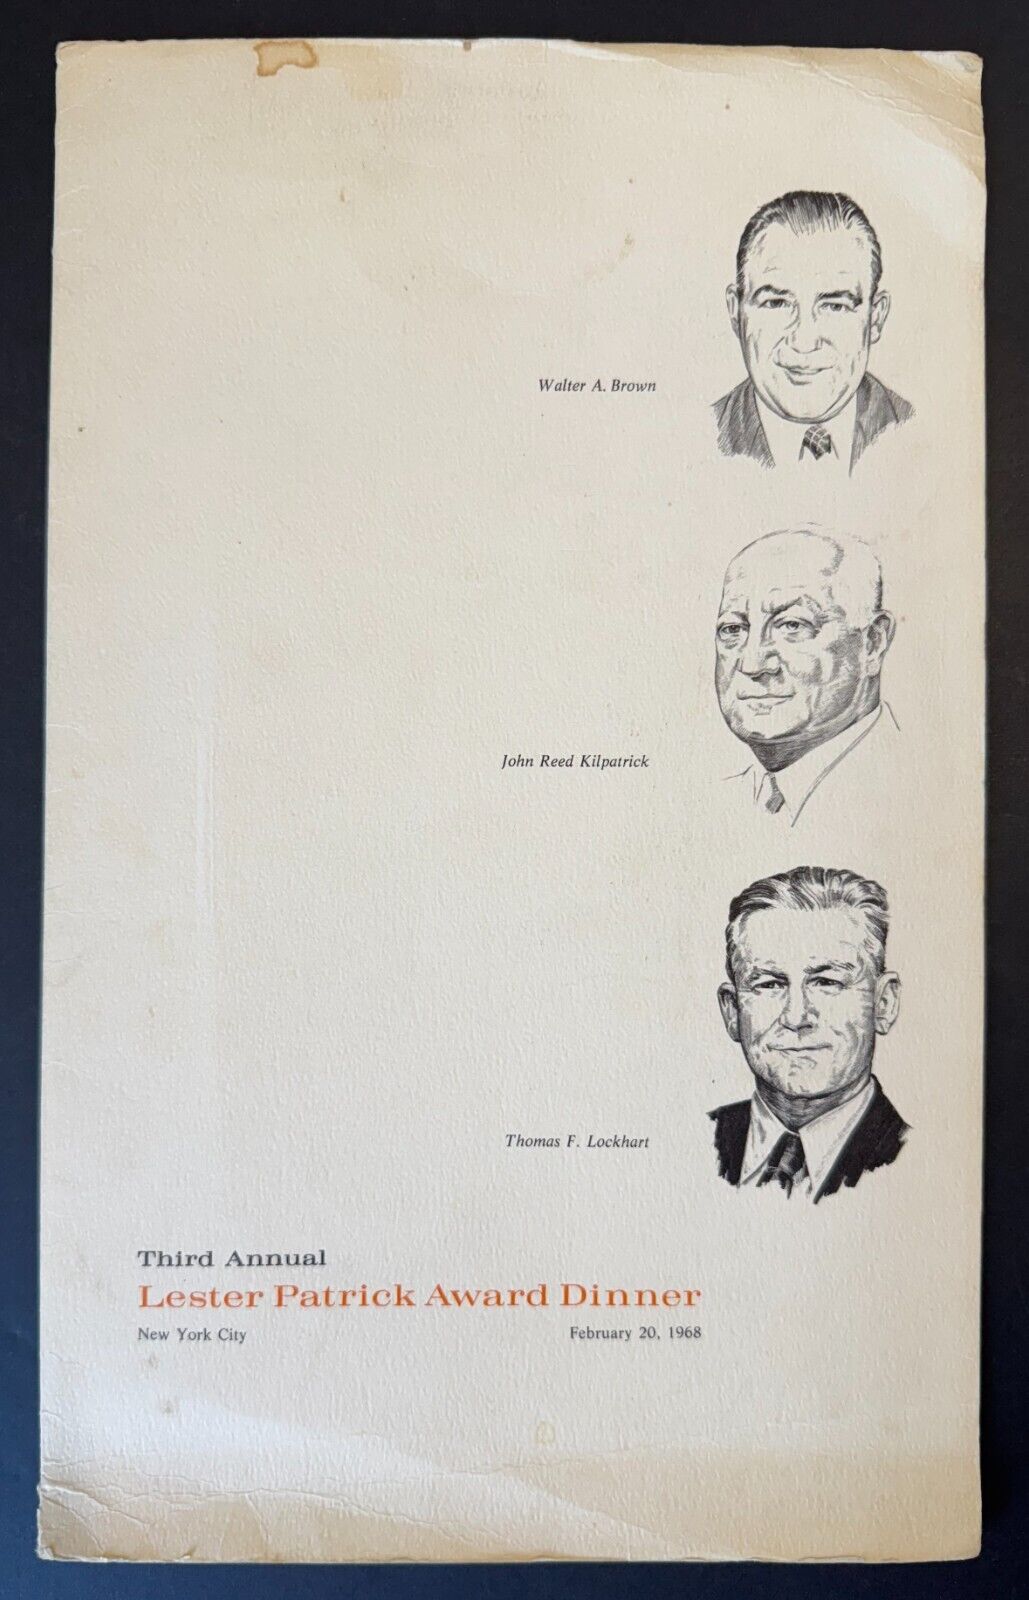 Walter A. Brown
John Reed Kilpatrick
Thomas F. Lockhart
Third Annual
Lester Patrick Award Dinner
New York City February 20, 1968